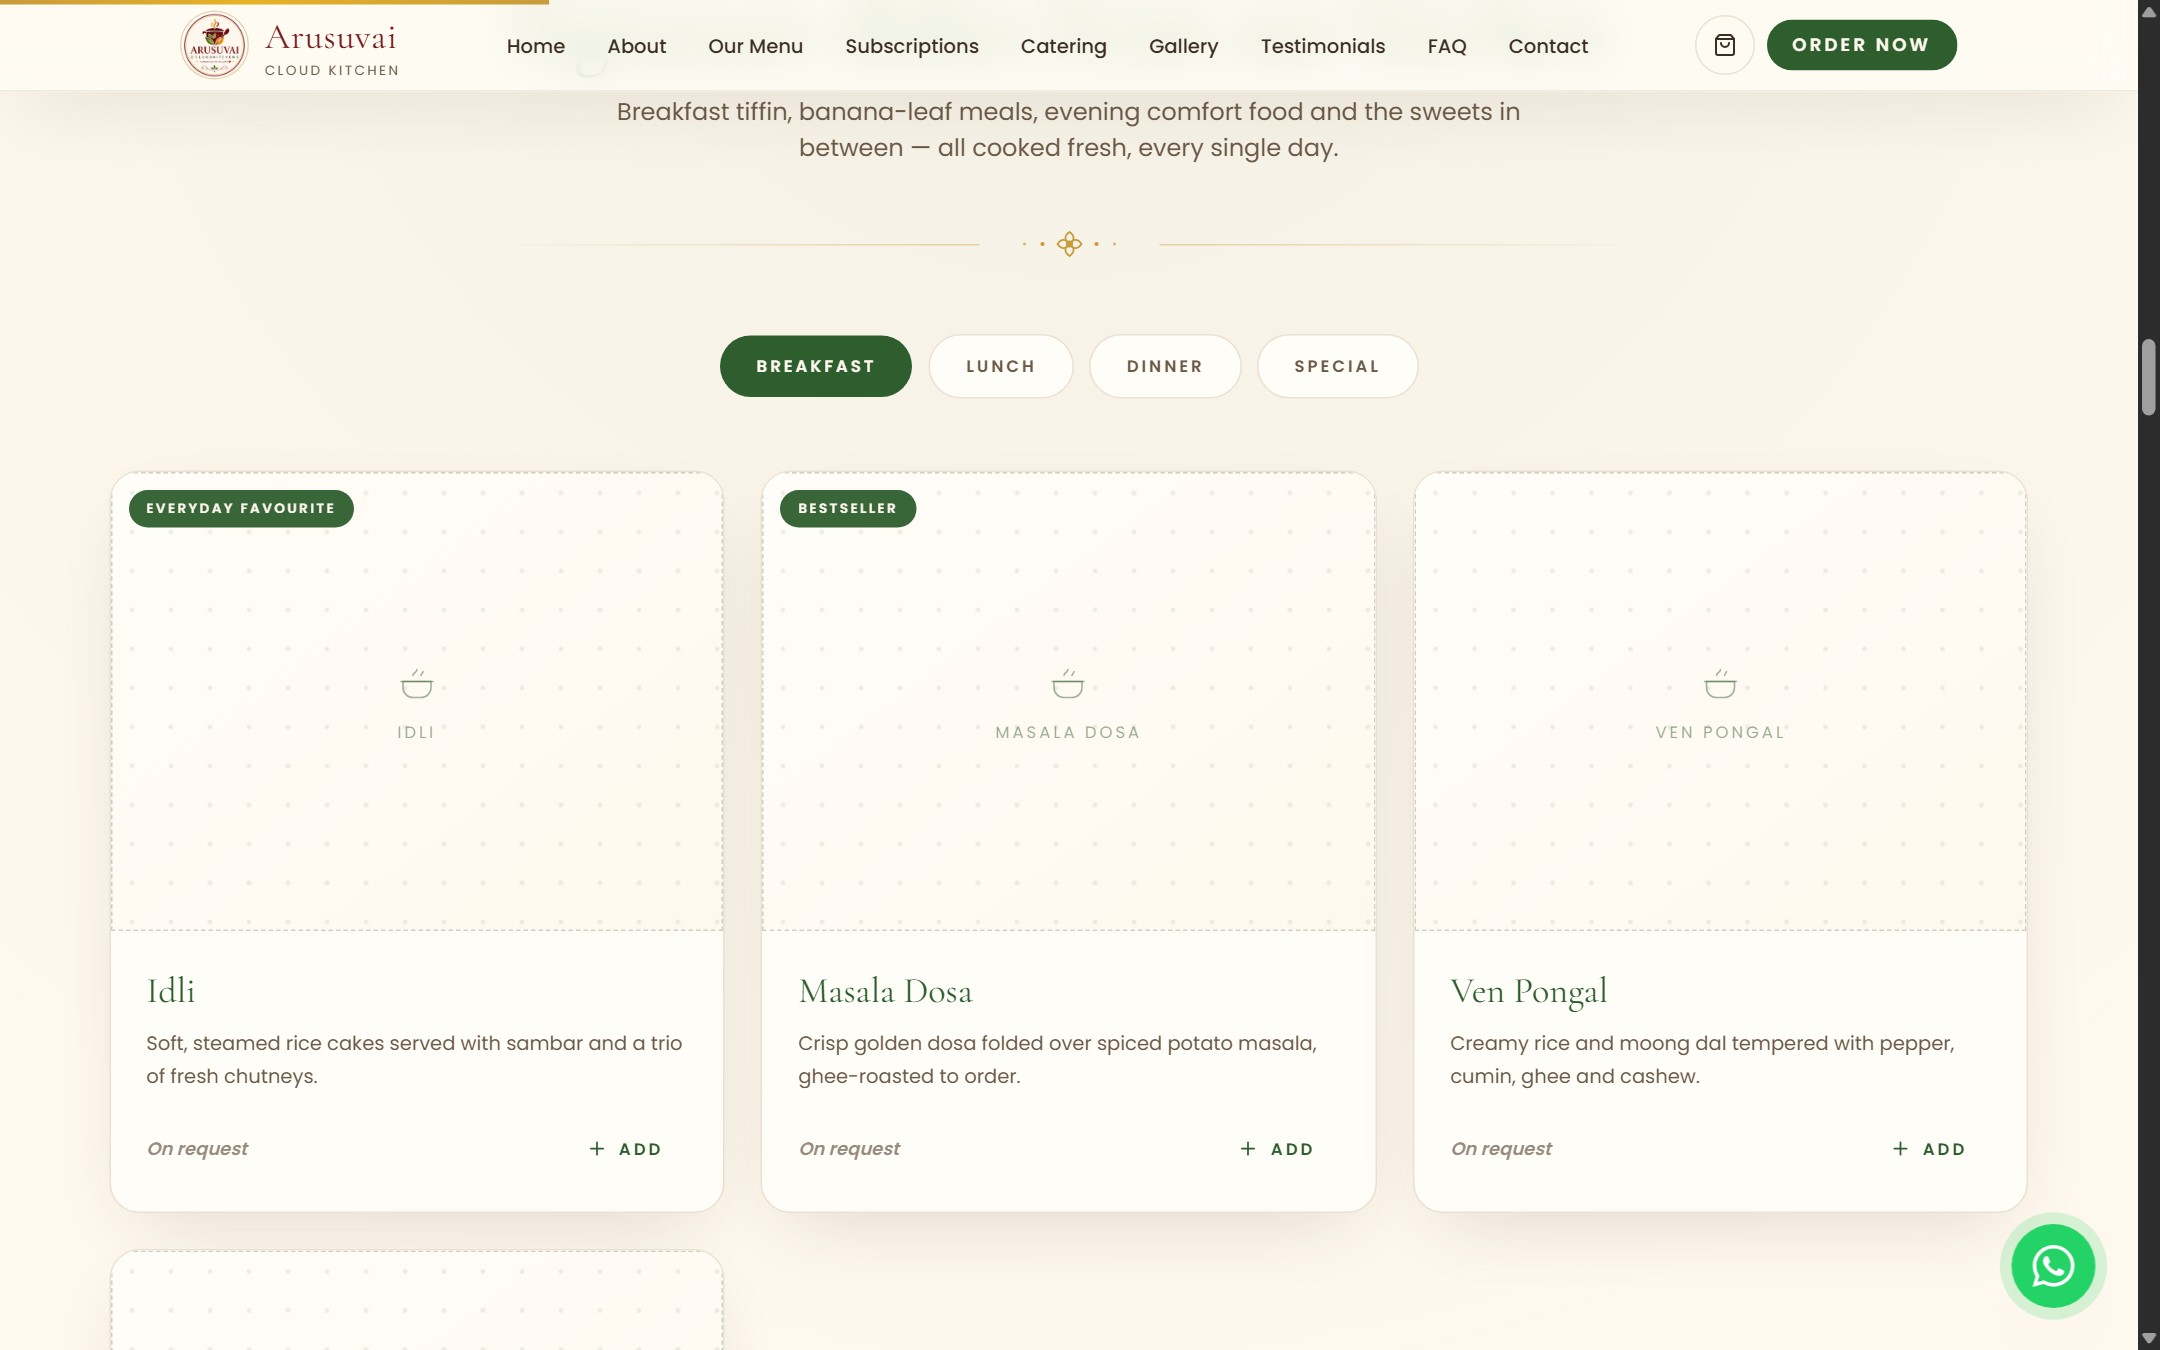 ARUSUVAI
Arusuvai
CLOUD KITCHEN
Home
About
Our Menu
Subscriptions
Catering
Gallery
Testimonials
FAQ
Contact
ORDER NOW
Breakfast tiffin, banana-leaf meals, evening comfort food and the sweets in
between — all cooked fresh, every single day.
BREAKFAST
LUNCH
DINNER
SPECIAL
EVERYDAY FAVOURITE
IDLI
Idli
Soft, steamed rice cakes served with sambar and a trio
of fresh chutneys.
On request
+ ADD
BESTSELLER
MASALA DOSA
Masala Dosa
Crisp golden dosa folded over spiced potato masala,
ghee-roasted to order.
On request
+ ADD
VEN PONGAL
Ven Pongal
Creamy rice and moong dal tempered with pepper,
cumin, ghee and cashew.
On request
+ ADD